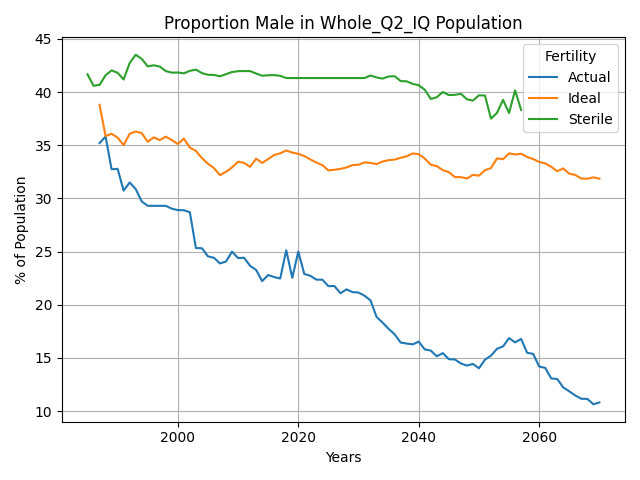 Proportion Male in Whole_Q2_IQ Population
% of Population
45
40
35
30
25
20
15
10
Fertility
Actual
Ideal
Sterile
2000
2020
2040
2060
Years